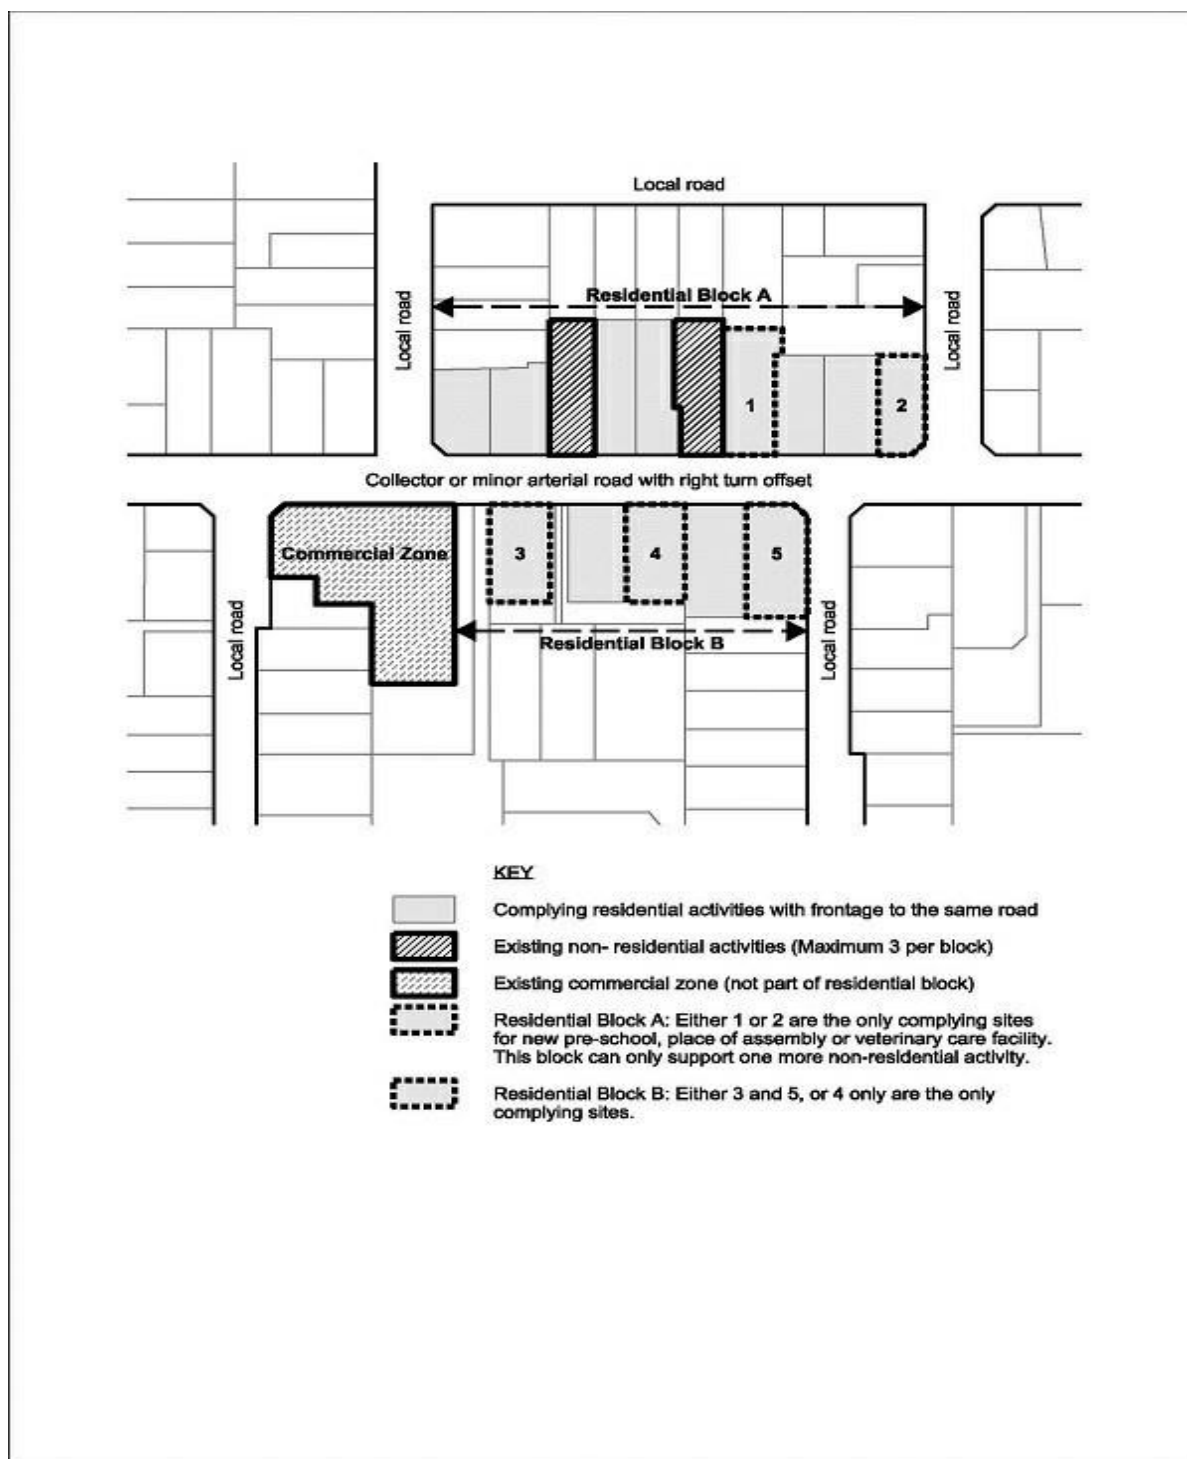 Local road
Residential Block A
Local road
Local road
1
2
Collector or minor arterial road with right turn offset
Commercial Zone
3
4
5
Local road
Residential Block B
Local road
KEY
Complying residential activities with frontage to the same road
Existing non- residential activities (Maximum 3 per block)
Existing commercial zone (not part of residential block)
Residential Block A: Either 1 or 2 are the only complying sites
for new pre-school, place of assembly or veterinary care facility.
This block can only support one more non-residential activity.
Residential Block B: Either 3 and 5, or 4 only are the only
complying sites.